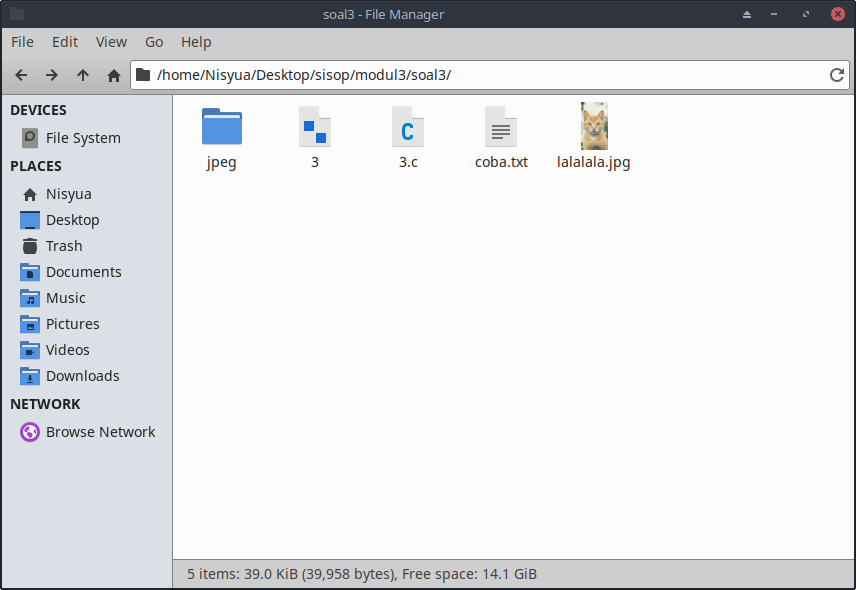 soal3 - File Manager
File Edit View Go Help
/home/Nisyua/Desktop/sisop/modul3/soal3/
DEVICES
File System
PLACES
Nisyua
Desktop
Trash
Documents
Music
Pictures
Videos
Downloads
NETWORK
Browse Network
jpeg 3 3.c coba.txt lalalala.jpg
C
5 items: 39.0 KiB (39,958 bytes), Free space: 14.1 GiB